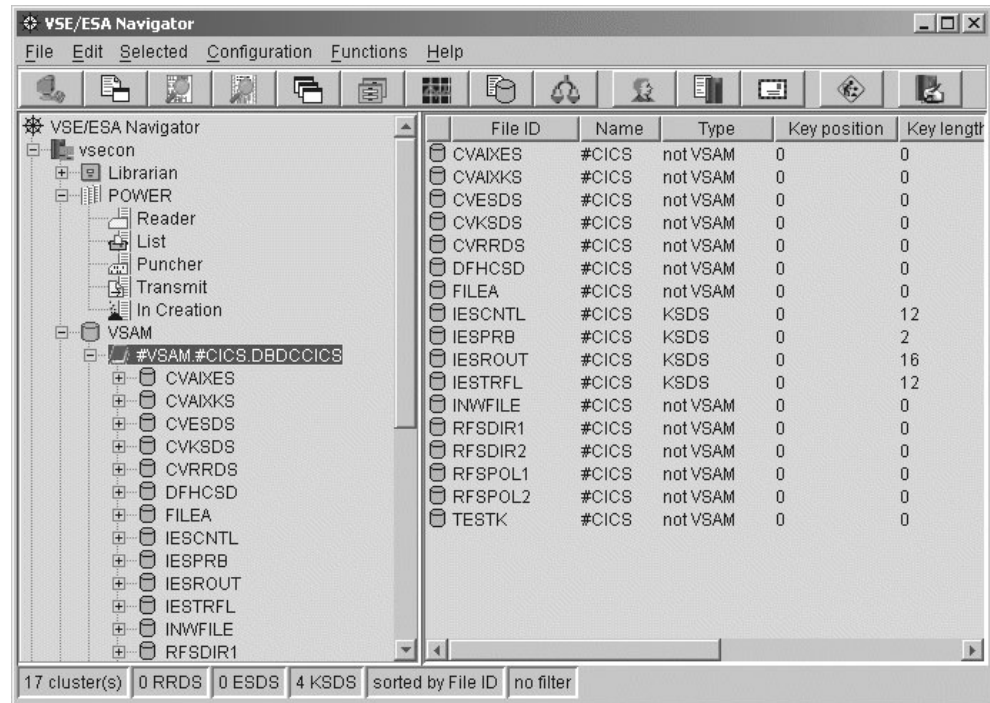 VSE/ESA Navigator
File Edit Selected Configuration Functions Help
VSE/ESA Navigator
vsecon
Librarian
POWER
Reader
List
Puncher
Transmit
In Creation
VSAM
#VSAM.#CICS.DBDCCICS
CVAIXES
CVAIXKS
CVESDS
CVKSDS
CVRRDS
DFHCSD
FILEA
IESCNTL
IESPRB
IESROUT
IESTRFL
INWFILE
RFSDIR1
File ID Name Type Key position Key length
CVAIXES #CICS not VSAM 0 0
CVAIXKS #CICS not VSAM 0 0
CVESDS #CICS not VSAM 0 0
CVKSDS #CICS not VSAM 0 0
CVRRDS #CICS not VSAM 0 0
DFHCSD #CICS not VSAM 0 0
FILEA #CICS not VSAM 0 0
IESCNTL #CICS KSDS 0 12
IESPRB #CICS KSDS 0 2
IESROUT #CICS KSDS 0 16
IESTRFL #CICS KSDS 0 12
INWFILE #CICS not VSAM 0 0
RFSDIR1 #CICS not VSAM 0 0
RFSDIR2 #CICS not VSAM 0 0
RFSPOL1 #CICS not VSAM 0 0
RFSPOL2 #CICS not VSAM 0 0
TESTK #CICS not VSAM 0 0
17 cluster(s) 0 RRDS 0 ESDS 4 KSDS sorted by File ID no filter